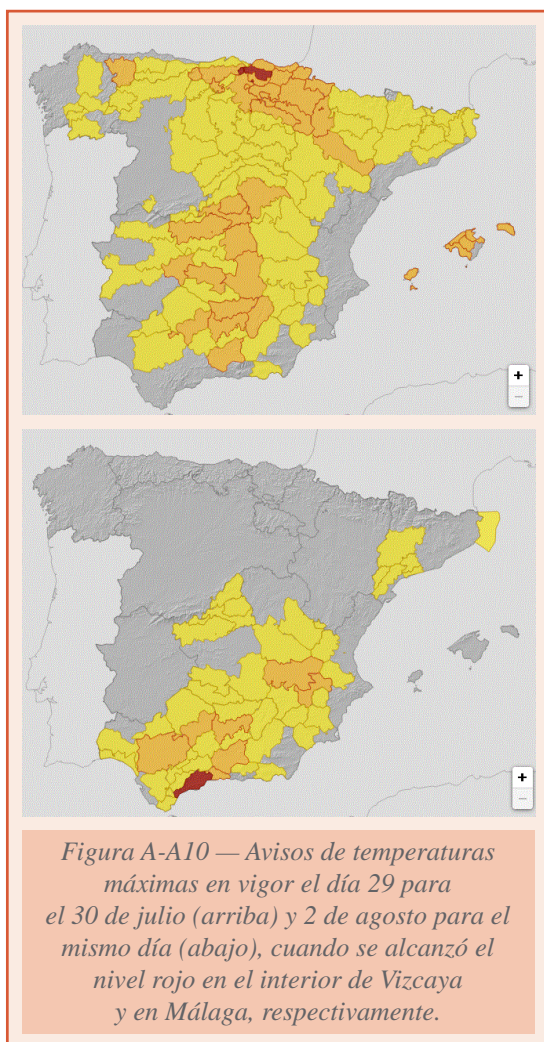 +
−
+
−
Figura A-A10 — Avisos de temperaturas
máximas en vigor el día 29 para
el 30 de julio (arriba) y 2 de agosto para el
mismo día (abajo), cuando se alcanzó el
nivel rojo en el interior de Vizcaya
y en Málaga, respectivamente.